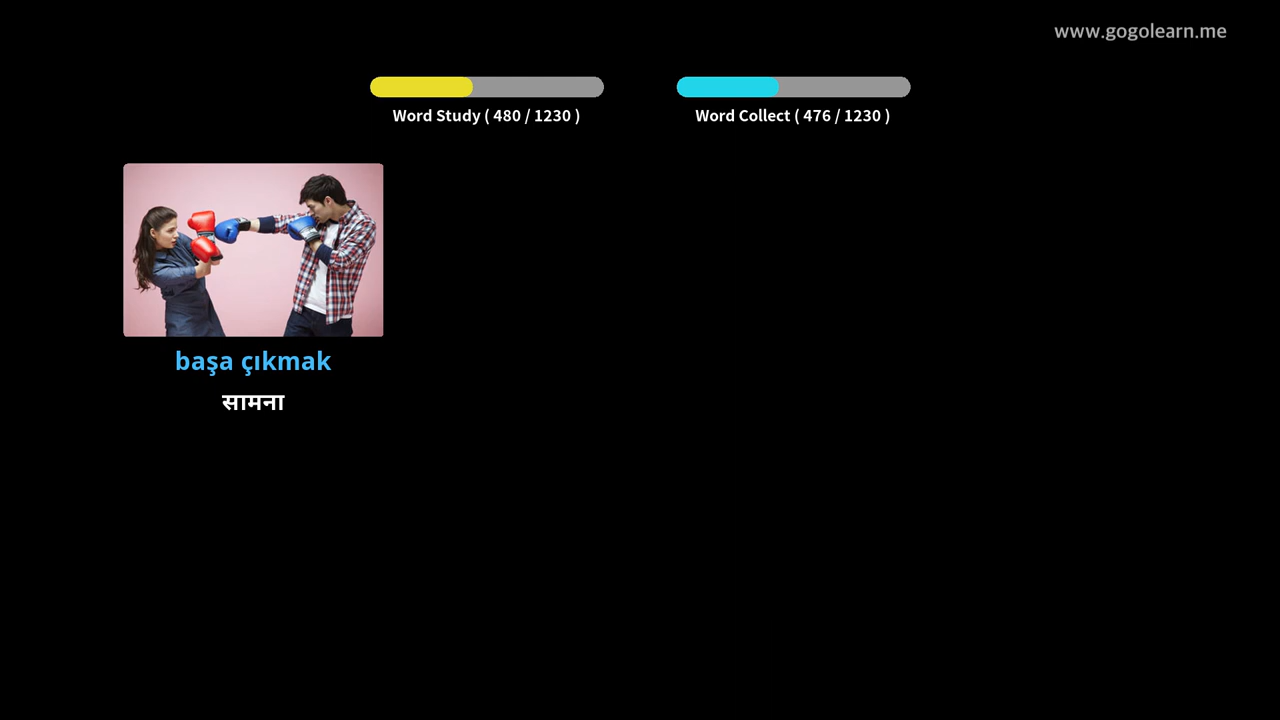 www.gogolearn.me
Word Study ( 480 / 1230 )
Word Collect ( 476 / 1230 )
başa çıkmak
सामना